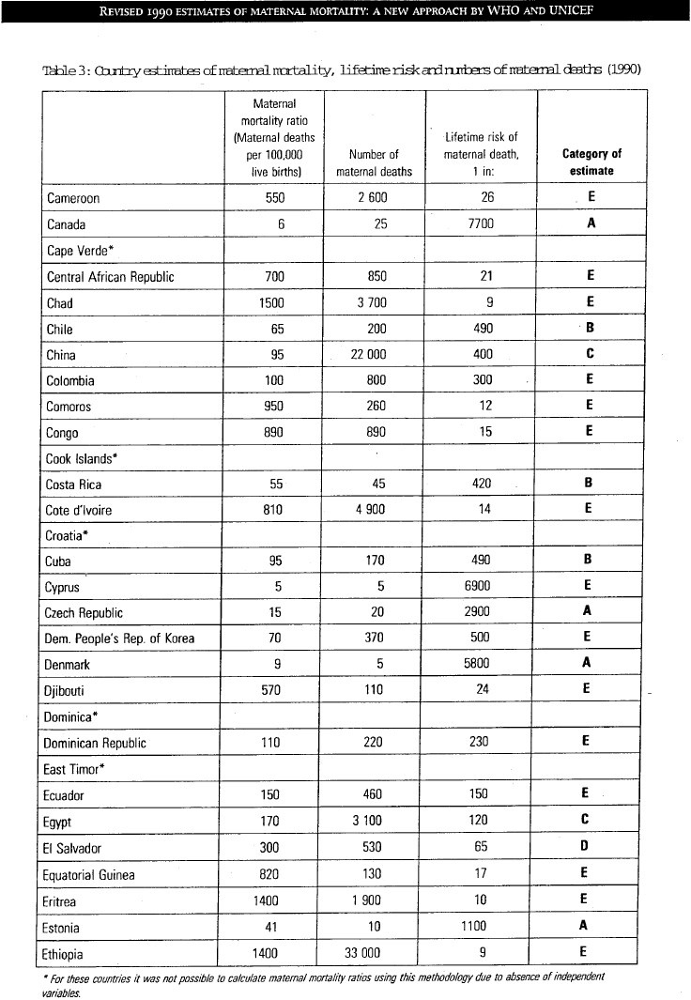 REVISED 1990 ESTIMATES OF MATERNAL MORTALITY: A NEW APPROACH BY WHO AND UNICEF
Table 3: Country estimates of maternal mortality, lifetime risk and numbers of maternal deaths (1990)
Maternal
mortality ratio
(Maternal deaths
per 100,000
live births)
Number of
maternal deaths
Lifetime risk of
maternal death,
1 in:
Category of
estimate
Cameroon 550 2 600 26 E
Canada 6 25 7700 A
Cape Verde*
Central African Republic 700 850 21 E
Chad 1500 3 700 9 E
Chile 65 200 490 B
China 95 22 000 400 C
Colombia 100 800 300 E
Comoros 950 260 12 E
Congo 890 890 15 E
Cook Islands*
Costa Rica 55 45 420 B
Cote d'Ivoire 810 4 900 14 E
Croatia*
Cuba 95 170 490 B
Cyprus 5 5 6900 E
Czech Republic 15 20 2900 A
Dem. People's Rep. of Korea 70 370 500 E
Denmark 9 5 5800 A
Djibouti 570 110 24 E
Dominica*
Dominican Republic 110 220 230 E
East Timor*
Ecuador 150 460 150 E
Egypt 170 3 100 120 C
El Salvador 300 530 65 D
Equatorial Guinea 820 130 17 E
Eritrea 1400 1 900 10 E
Estonia 41 10 1100 A
Ethiopia 1400 33 000 9 E
* For these countries it was not possible to calculate maternal mortality ratios using this methodology due to absence of independent
variables.